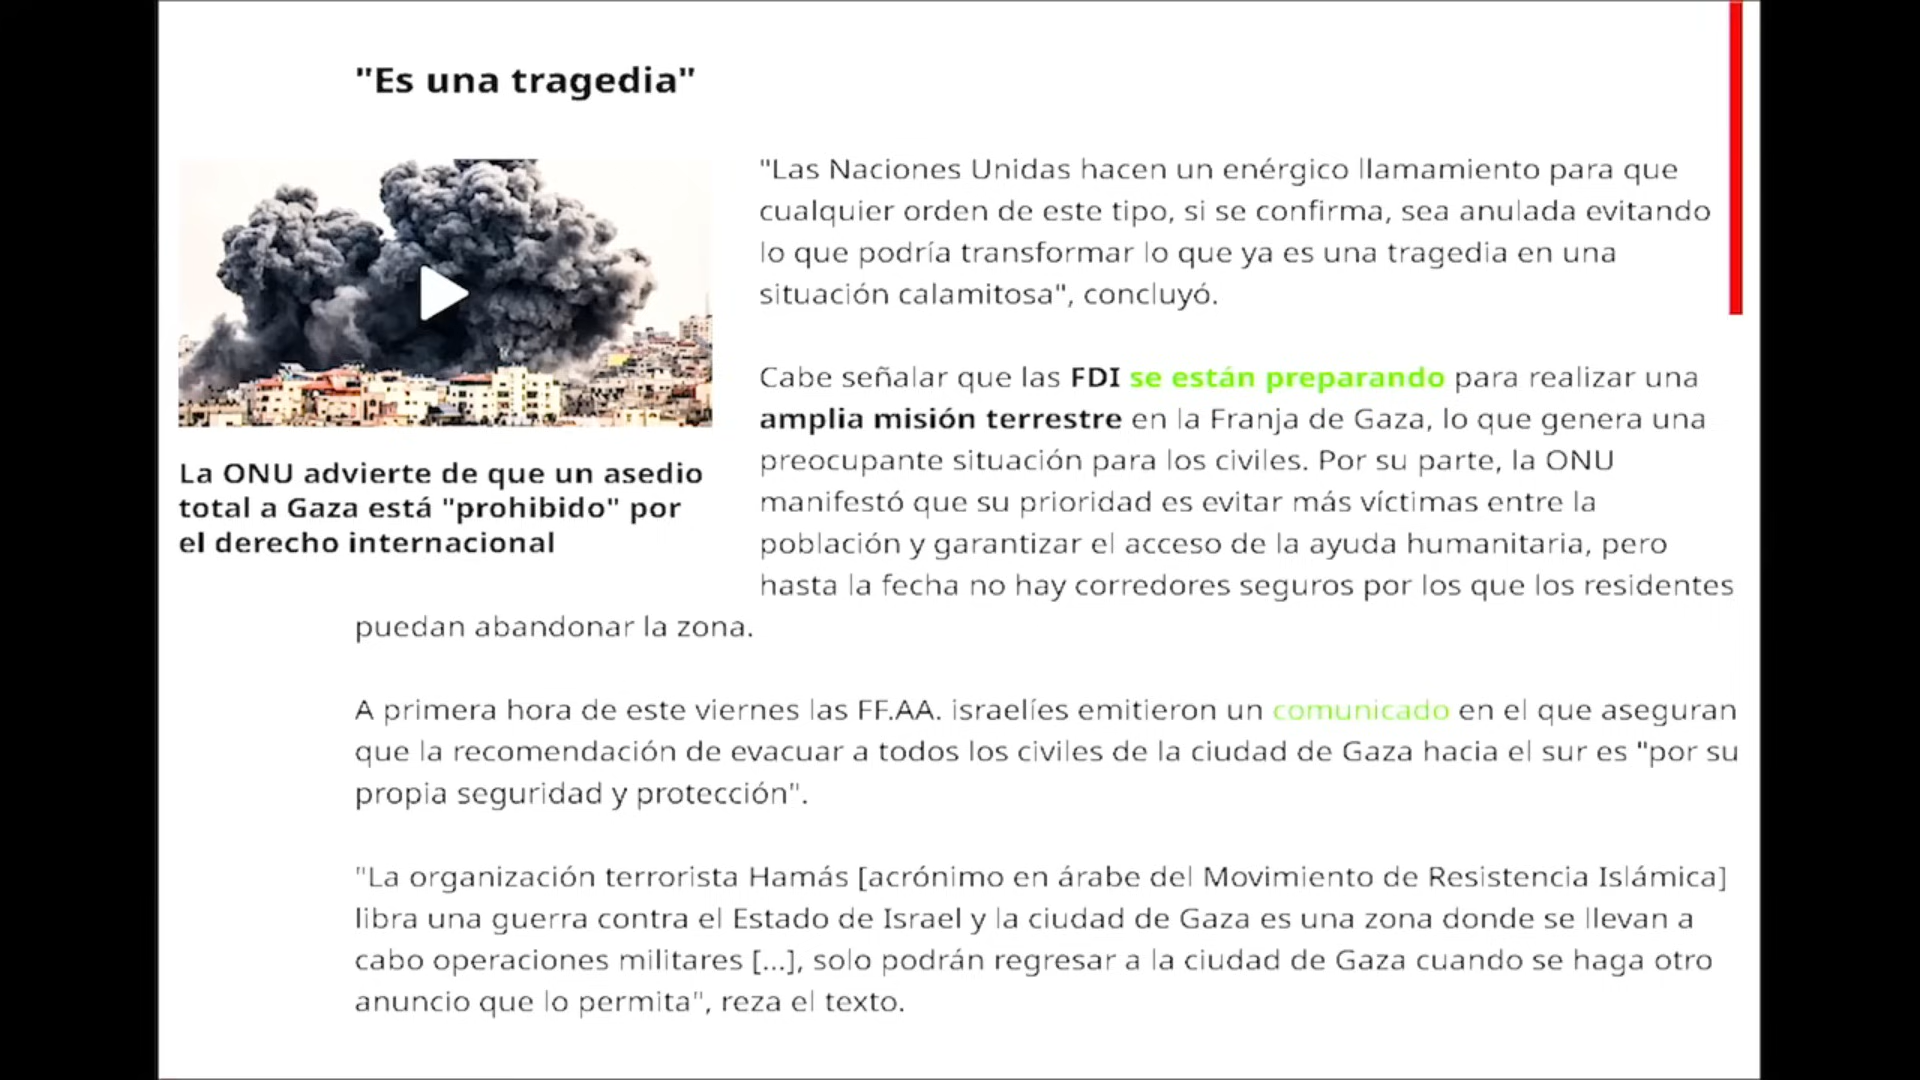 "Es una tragedia"
"Las Naciones Unidas hacen un enérgico llamamiento para que
cualquier orden de este tipo, si se confirma, sea anulada evitando
lo que podría transformar lo que ya es una tragedia en una
situación calamitosa", concluyó.
La ONU advierte de que un asedio
total a Gaza está "prohibido" por
el derecho internacional
Cabe señalar que las FDI se están preparando para realizar una
amplia misión terrestre en la Franja de Gaza, lo que genera una
preocupante situación para los civiles. Por su parte, la ONU
manifestó que su prioridad es evitar más víctimas entre la
población y garantizar el acceso de la ayuda humanitaria, pero
hasta la fecha no hay corredores seguros por los que los residentes
puedan abandonar la zona.
A primera hora de este viernes las FF.AA. israelíes emitieron un comunicado en el que aseguran
que la recomendación de evacuar a todos los civiles de la ciudad de Gaza hacia el sur es "por su
propia seguridad y protección".
"La organización terrorista Hamás [acrónimo en árabe del Movimiento de Resistencia Islámica]
libra una guerra contra el Estado de Israel y la ciudad de Gaza es una zona donde se llevan a
cabo operaciones militares [...], solo podrán regresar a la ciudad de Gaza cuando se haga otro
anuncio que lo permita", reza el texto.